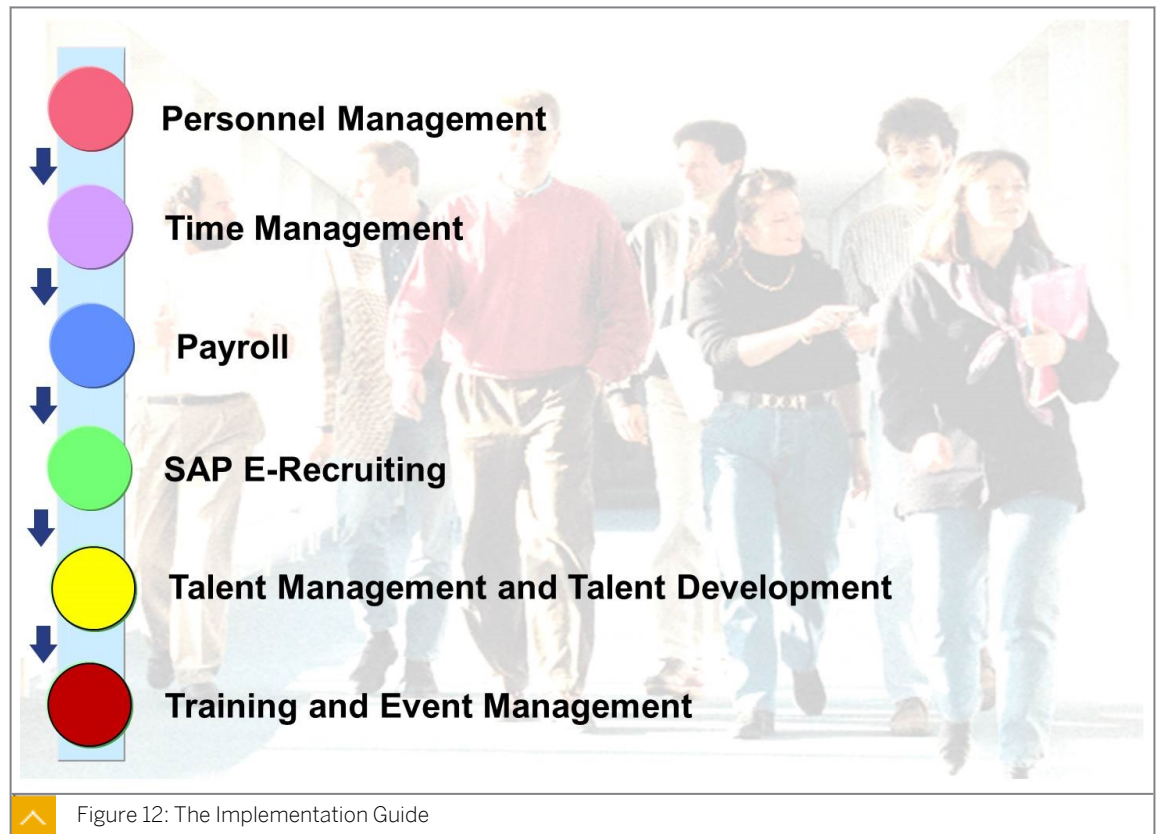 Personnel Management
Time Management
Payroll
SAP E-Recruiting
Talent Management and Talent Development
Training and Event Management
Figure 12: The Implementation Guide